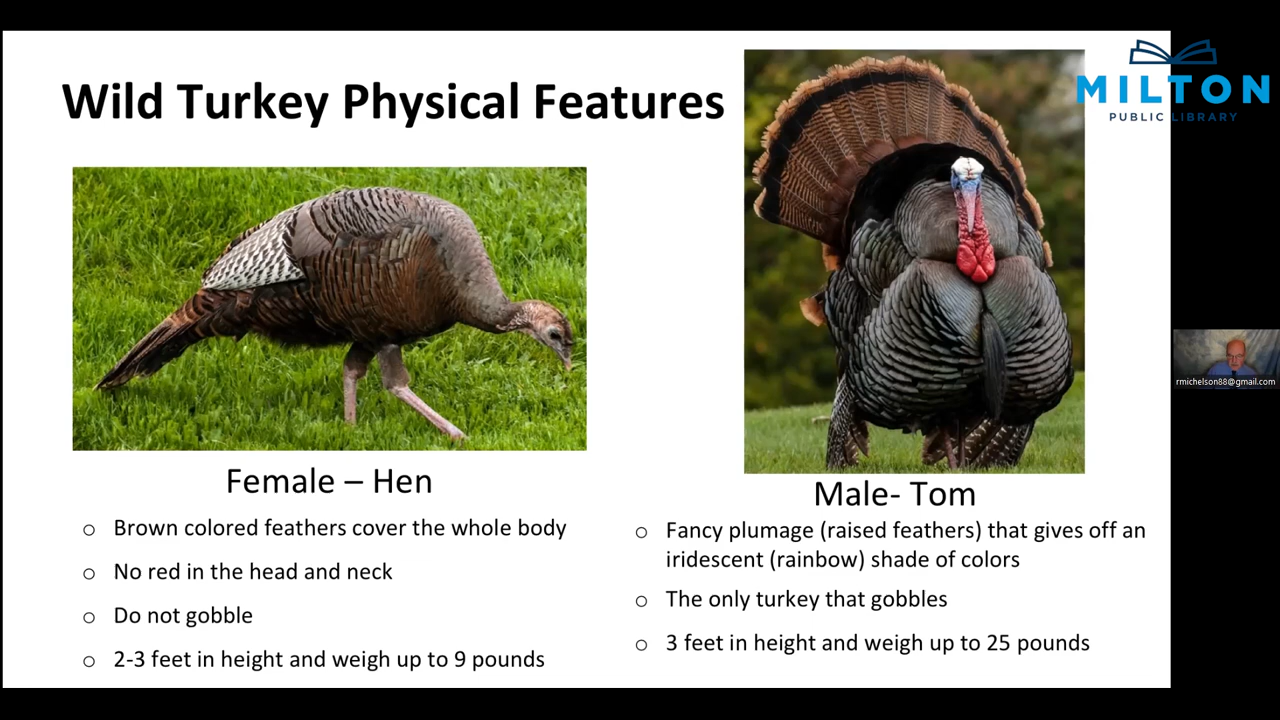 Wild Turkey Physical Features
MILTON
PUBLIC LIBRARY
Female – Hen
○ Brown colored feathers cover the whole body
○ No red in the head and neck
○ Do not gobble
○ 2-3 feet in height and weigh up to 9 pounds
Male- Tom
○ Fancy plumage (raised feathers) that gives off an
iridescent (rainbow) shade of colors
○ The only turkey that gobbles
○ 3 feet in height and weigh up to 25 pounds
rmichelson88@gmail.com